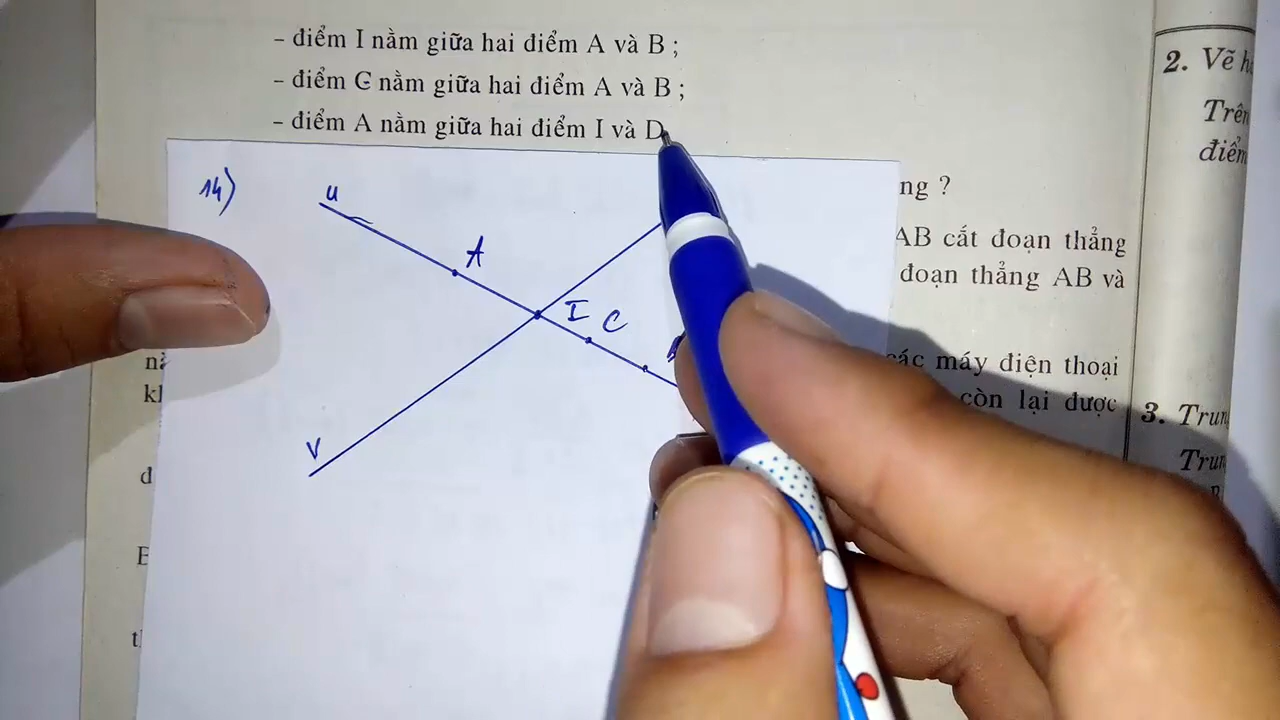 - điểm I nằm giữa hai điểm A và B ;
- điểm C nằm giữa hai điểm A và B ;
- điểm A nằm giữa hai điểm I và D
14)
u
A
I C
V
ng ?
AB cắt đoạn thẳng
đoạn thẳng AB và
các máy điện thoại
còn lại được
kl
đ
E
2. Vẽ h
Trên
điểm
3. Trun
Trun